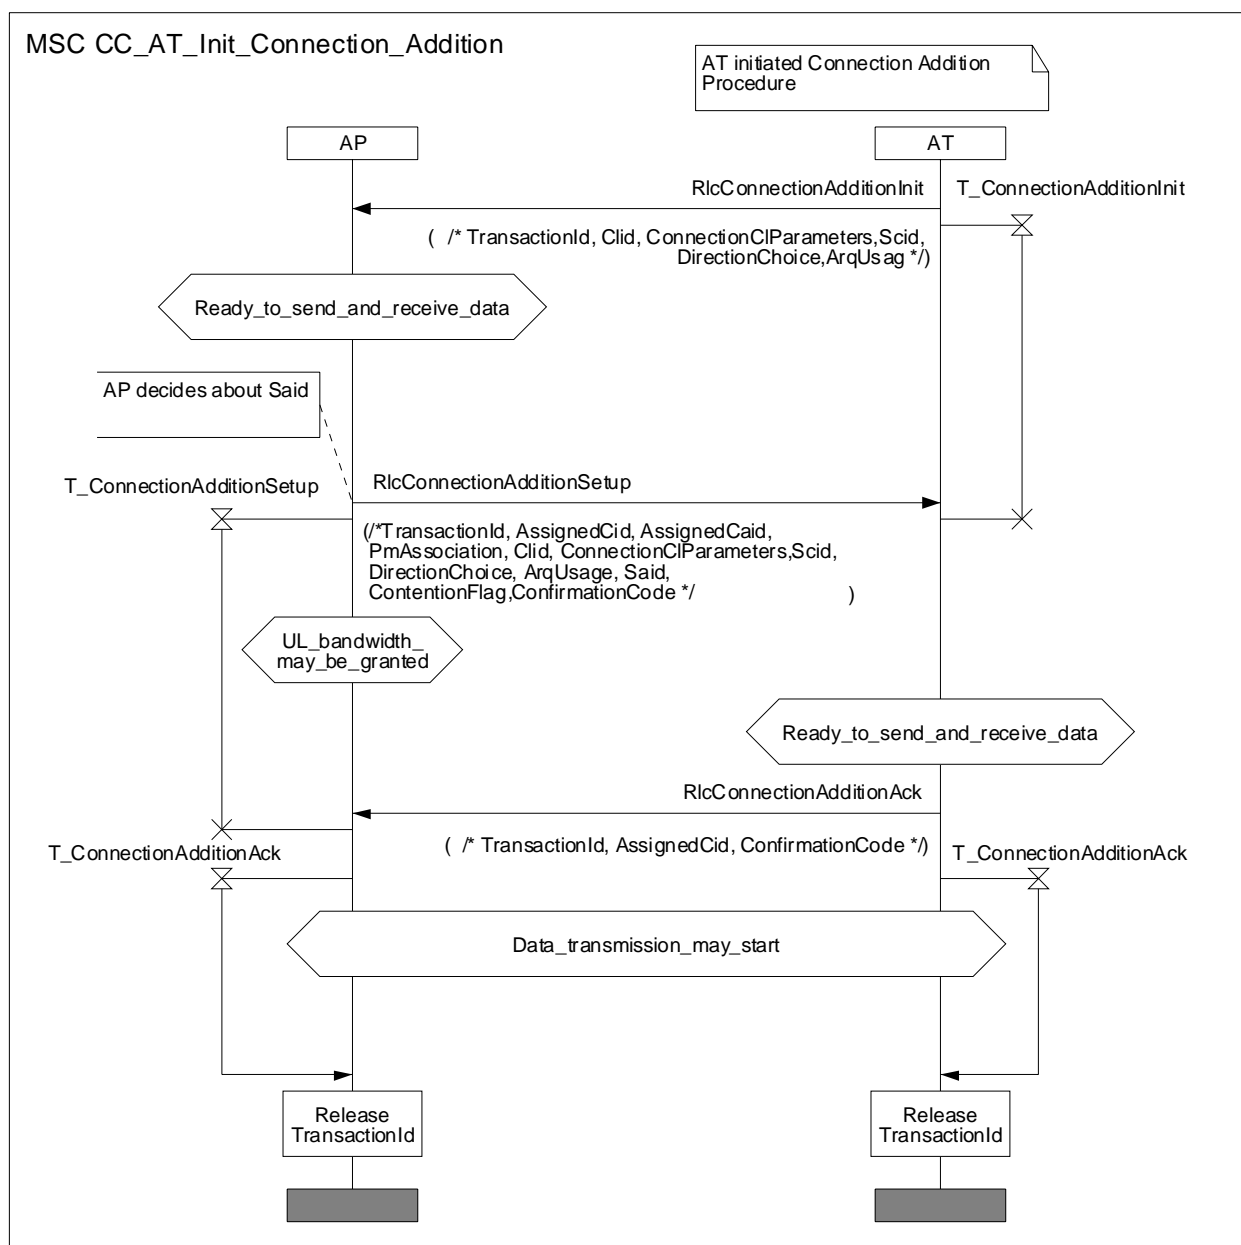 MSC CC_AT_Init_Connection_Addition
AT initiated Connection Addition
Procedure
AP
AT
RlcConnectionAdditionInit
T_ConnectionAdditionInit
( /* TransactionId, Clid, ConnectionClParameters,Scid,
DirectionChoice,ArqUsag */)
Ready_to_send_and_receive_data
AP decides about Said
T_ConnectionAdditionSetup
RlcConnectionAdditionSetup
(/*TransactionId, AssignedCid, AssignedCaid,
PmAssociation, Clid, ConnectionClParameters,Scid,
DirectionChoice, ArqUsage, Said,
ContentionFlag,ConfirmationCode */ )
UL_bandwidth_
may_be_granted
Ready_to_send_and_receive_data
RlcConnectionAdditionAck
( /* TransactionId, AssignedCid, ConfirmationCode */)
T_ConnectionAdditionAck
T_ConnectionAdditionAck
Data_transmission_may_start
Release
TransactionId
Release
TransactionId